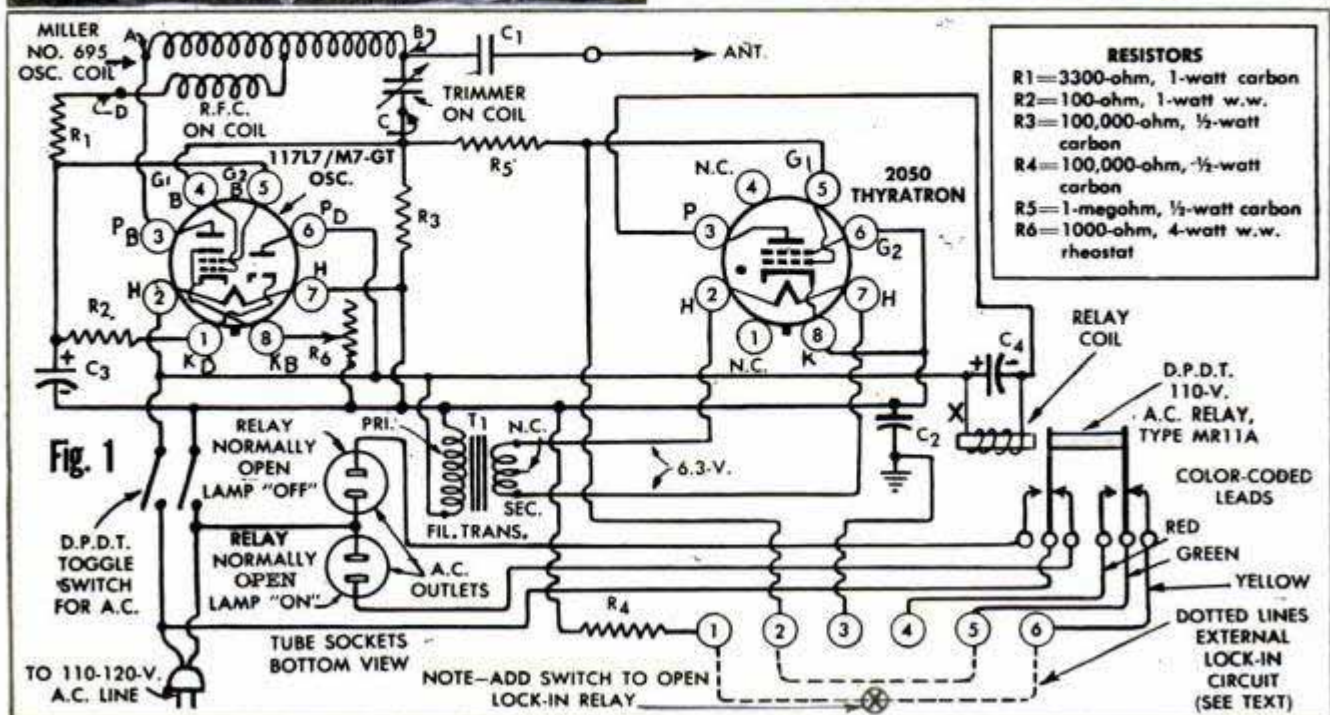 MILLER
NO. 695
OSC. COIL
A
B
C1
ANT.
R.F.C.
ON COIL
TRIMMER
ON COIL
D
C
R1
R5
117L7/M7-GT
OSC.
G1
B
4
G2
B
5
P
B
3
P
D
6
H
2
H
7
1
K
D
8
K
B
R2
R3
R6
C3
N.C.
4
G1
5
2050
THYRATRON
P
3
6
G2
H
2
7
H
1
N.C.
8
K
RESISTORS
R1=3300-ohm, 1-watt carbon
R2=100-ohm, 1-watt w.w.
R3=100,000-ohm, ½-watt
carbon
R4=100,000-ohm, ½-watt
carbon
R5=1-megohm, ½-watt carbon
R6=1000-ohm, 4-watt w.w.
rheostat
RELAY
COIL
+
C4
-
X
D.P.D.T.
110-V.
A.C. RELAY,
TYPE MR11A
COLOR-CODED
LEADS
RED
GREEN
YELLOW
Fig. 1
RELAY
NORMALLY
OPEN
LAMP "OFF"
RELAY
NORMALLY
OPEN
LAMP "ON"
PRI.
T1
N.C.
SEC.
FIL. TRANS.
6.3-V.
C2
+
-
D.P.D.T.
TOGGLE
SWITCH
FOR A.C.
A.C.
OUTLETS
TUBE SOCKETS
BOTTOM VIEW
TO 110-120-V.
A.C. LINE
R4
1 2 3 4 5 6
NOTE—ADD SWITCH TO OPEN
LOCK-IN RELAY
DOTTED LINES
EXTERNAL
LOCK-IN
CIRCUIT
(SEE TEXT)